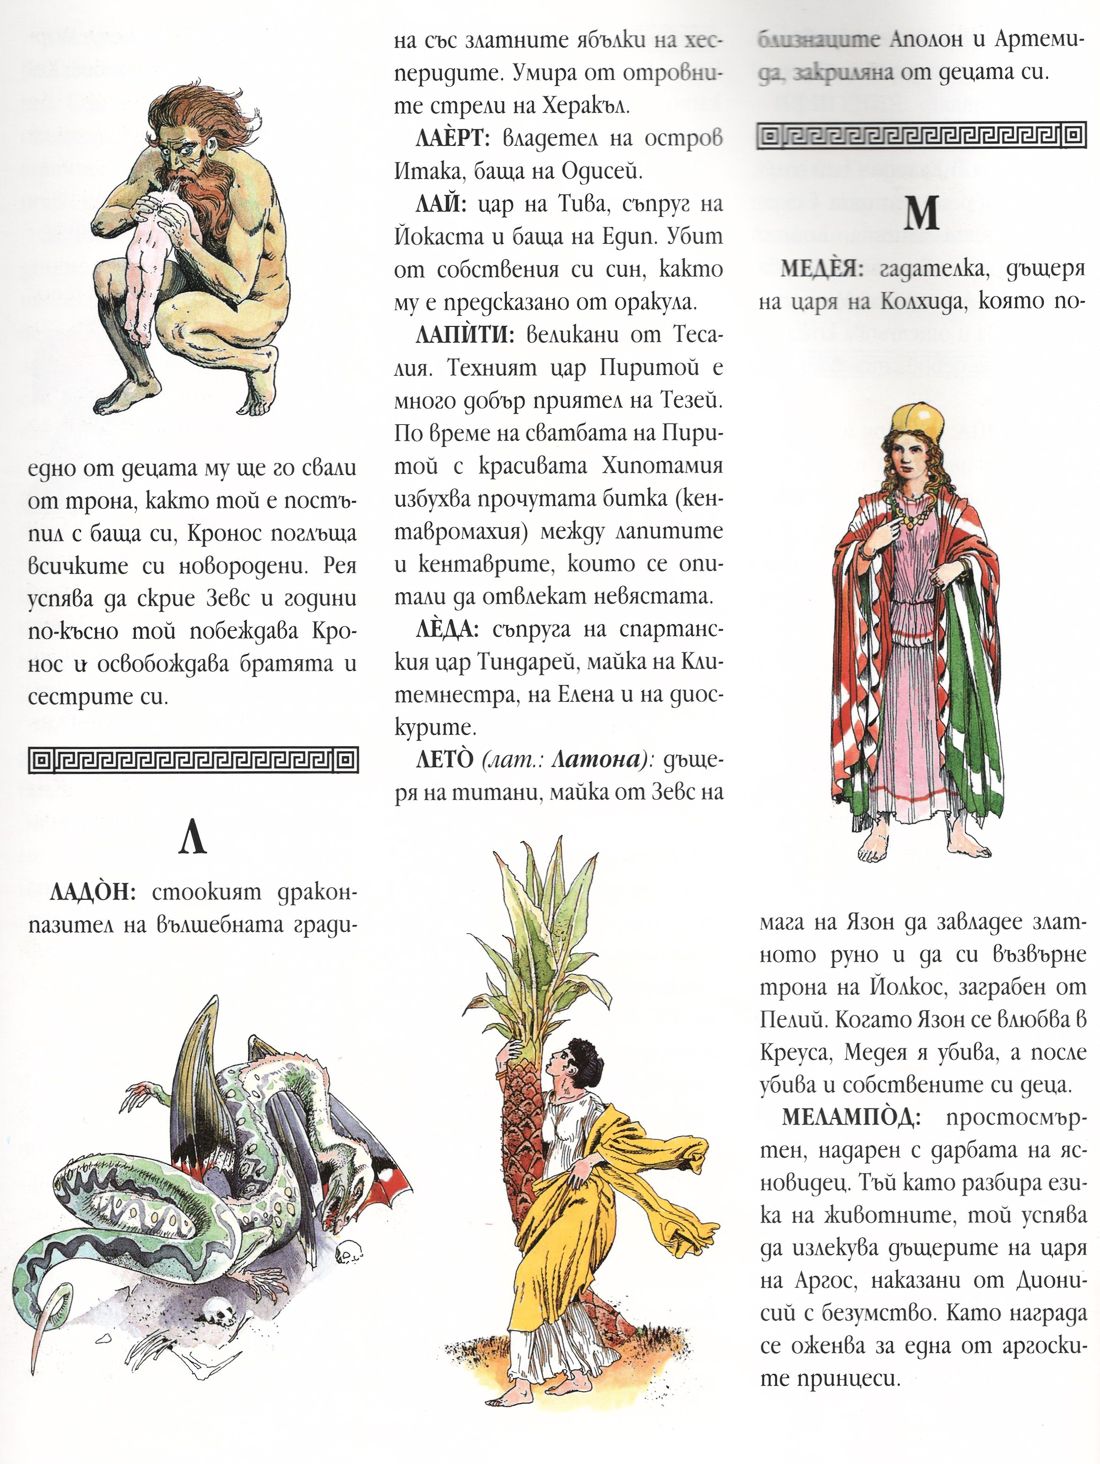 едно от децата му ще го свали
от трона, както той е постъ-
пил с баща си, Кронос поглъща
всичките си новородени. Рея
успява да скрие Зевс и години
по-късно той побеждава Кро-
нос и освобождава братята и
сестрите си.
Л
ЛАДО̀Н: стоокият дракон-
пазител на вълшебната гради-
на със златните ябълки на хес-
перидите. Умира от отровни-
те стрели на Херакъл.
ЛАЀРТ: владетел на остров
Итака, баща на Одисей.
ЛАЙ: цар на Тива, съпруг на
Йокаста и баща на Едип. Убит
от собствения си син, както
му е предсказано от оракула.
ЛАПЍТИ: великани от Теса-
лия. Техният цар Пиритой е
много добър приятел на Тезей.
По време на сватбата на Пири-
той с красивата Хипотамия
избухва прочутата битка (кен-
тавромахия) между лапитите
и кентаврите, които се опи-
тали да отвлекат невястата.
ЛЀДА: съпруга на спартанс-
кия цар Тиндарей, майка на Кли-
темнестра, на Елена и на диос-
курите.
ЛЕТО̀ (лат.: Латона): дъще-
ря на титани, майка от Зевс на
близнаците Аполон и Артеми-
да, закриляна от децата си.
М
МЕДЀЯ: гадателка, дъщеря
на царя на Колхида, която по-
мага на Язон да завладее злат-
ното руно и да си възвърне
трона на Йолкос, заграбен от
Пелий. Когато Язон се влюбва в
Креуса, Медея я убива, а после
убива и собствените си деца.
МЕЛАМПО̀Д: простосмър-
тен, надарен с дарбата на яс-
новидец. Тъй като разбира ези-
ка на животните, той успява
да излекува дъщерите на царя
на Аргос, наказани от Диони-
сий с безумство. Като награда
се оженва за една от аргоски-
те принцеси.